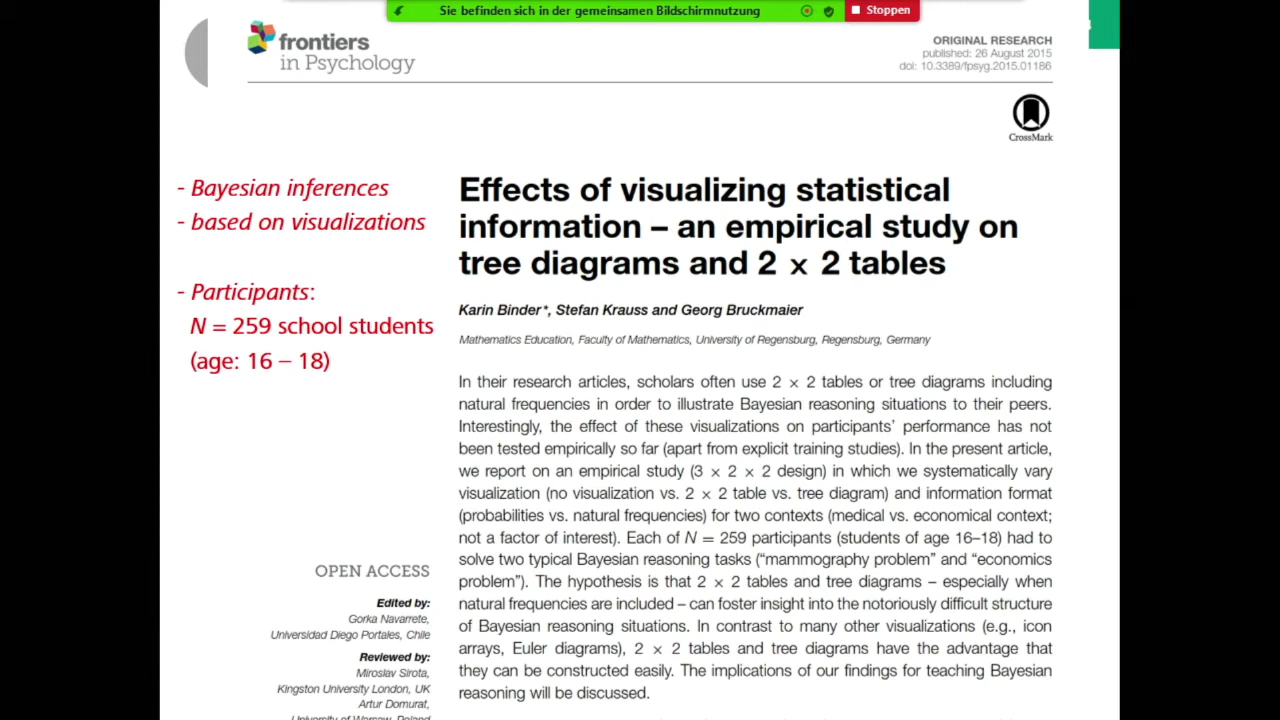 Sie befinden sich in der gemeinsamen Bildschirmnutzung
Stoppen
frontiers
in Psychology
ORIGINAL RESEARCH
published: 26 August 2015
doi: 10.3389/fpsyg.2015.01186
CrossMark
- Bayesian inferences
- based on visualizations
- Participants:
N = 259 school students
(age: 16 – 18)
Effects of visualizing statistical
information – an empirical study on
tree diagrams and 2 × 2 tables
Karin Binder*, Stefan Krauss and Georg Bruckmaier
Mathematics Education, Faculty of Mathematics, University of Regensburg, Regensburg, Germany
In their research articles, scholars often use 2 × 2 tables or tree diagrams including
natural frequencies in order to illustrate Bayesian reasoning situations to their peers.
Interestingly, the effect of these visualizations on participants’ performance has not
been tested empirically so far (apart from explicit training studies). In the present article,
we report on an empirical study (3 × 2 × 2 design) in which we systematically vary
visualization (no visualization vs. 2 × 2 table vs. tree diagram) and information format
(probabilities vs. natural frequencies) for two contexts (medical vs. economical context;
not a factor of interest). Each of N = 259 participants (students of age 16–18) had to
solve two typical Bayesian reasoning tasks (“mammography problem” and “economics
problem”). The hypothesis is that 2 × 2 tables and tree diagrams – especially when
natural frequencies are included – can foster insight into the notoriously difficult structure
of Bayesian reasoning situations. In contrast to many other visualizations (e.g., icon
arrays, Euler diagrams), 2 × 2 tables and tree diagrams have the advantage that
they can be constructed easily. The implications of our findings for teaching Bayesian
reasoning will be discussed.
OPEN ACCESS
Edited by:
Gorka Navarrete,
Universidad Diego Portales, Chile
Reviewed by:
Miroslav Sirota,
Kingston University London, UK
Artur Domurat,
University of Warsaw, Poland